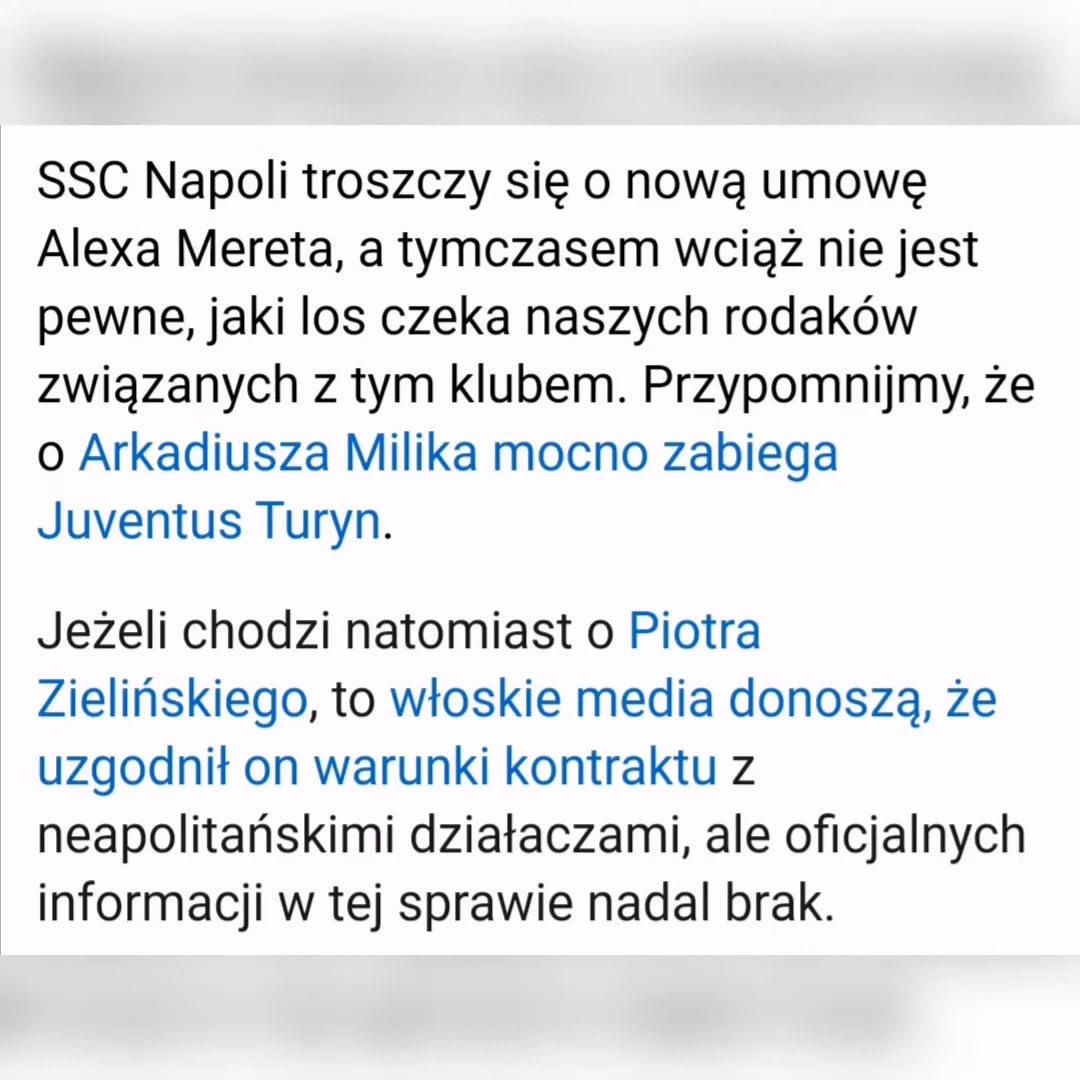 SSC Napoli troszczy się o nową umowę
Alexa Mereta, a tymczasem wciąż nie jest
pewne, jaki los czeka naszych rodaków
związanych z tym klubem. Przypomnijmy, że
o Arkadiusza Milika mocno zabiega
Juventus Turyn.
Jeżeli chodzi natomiast o Piotra
Zielińskiego, to włoskie media donoszą, że
uzgodnił on warunki kontraktu z
neapolitańskimi działaczami, ale oficjalnych
informacji w tej sprawie nadal brak.